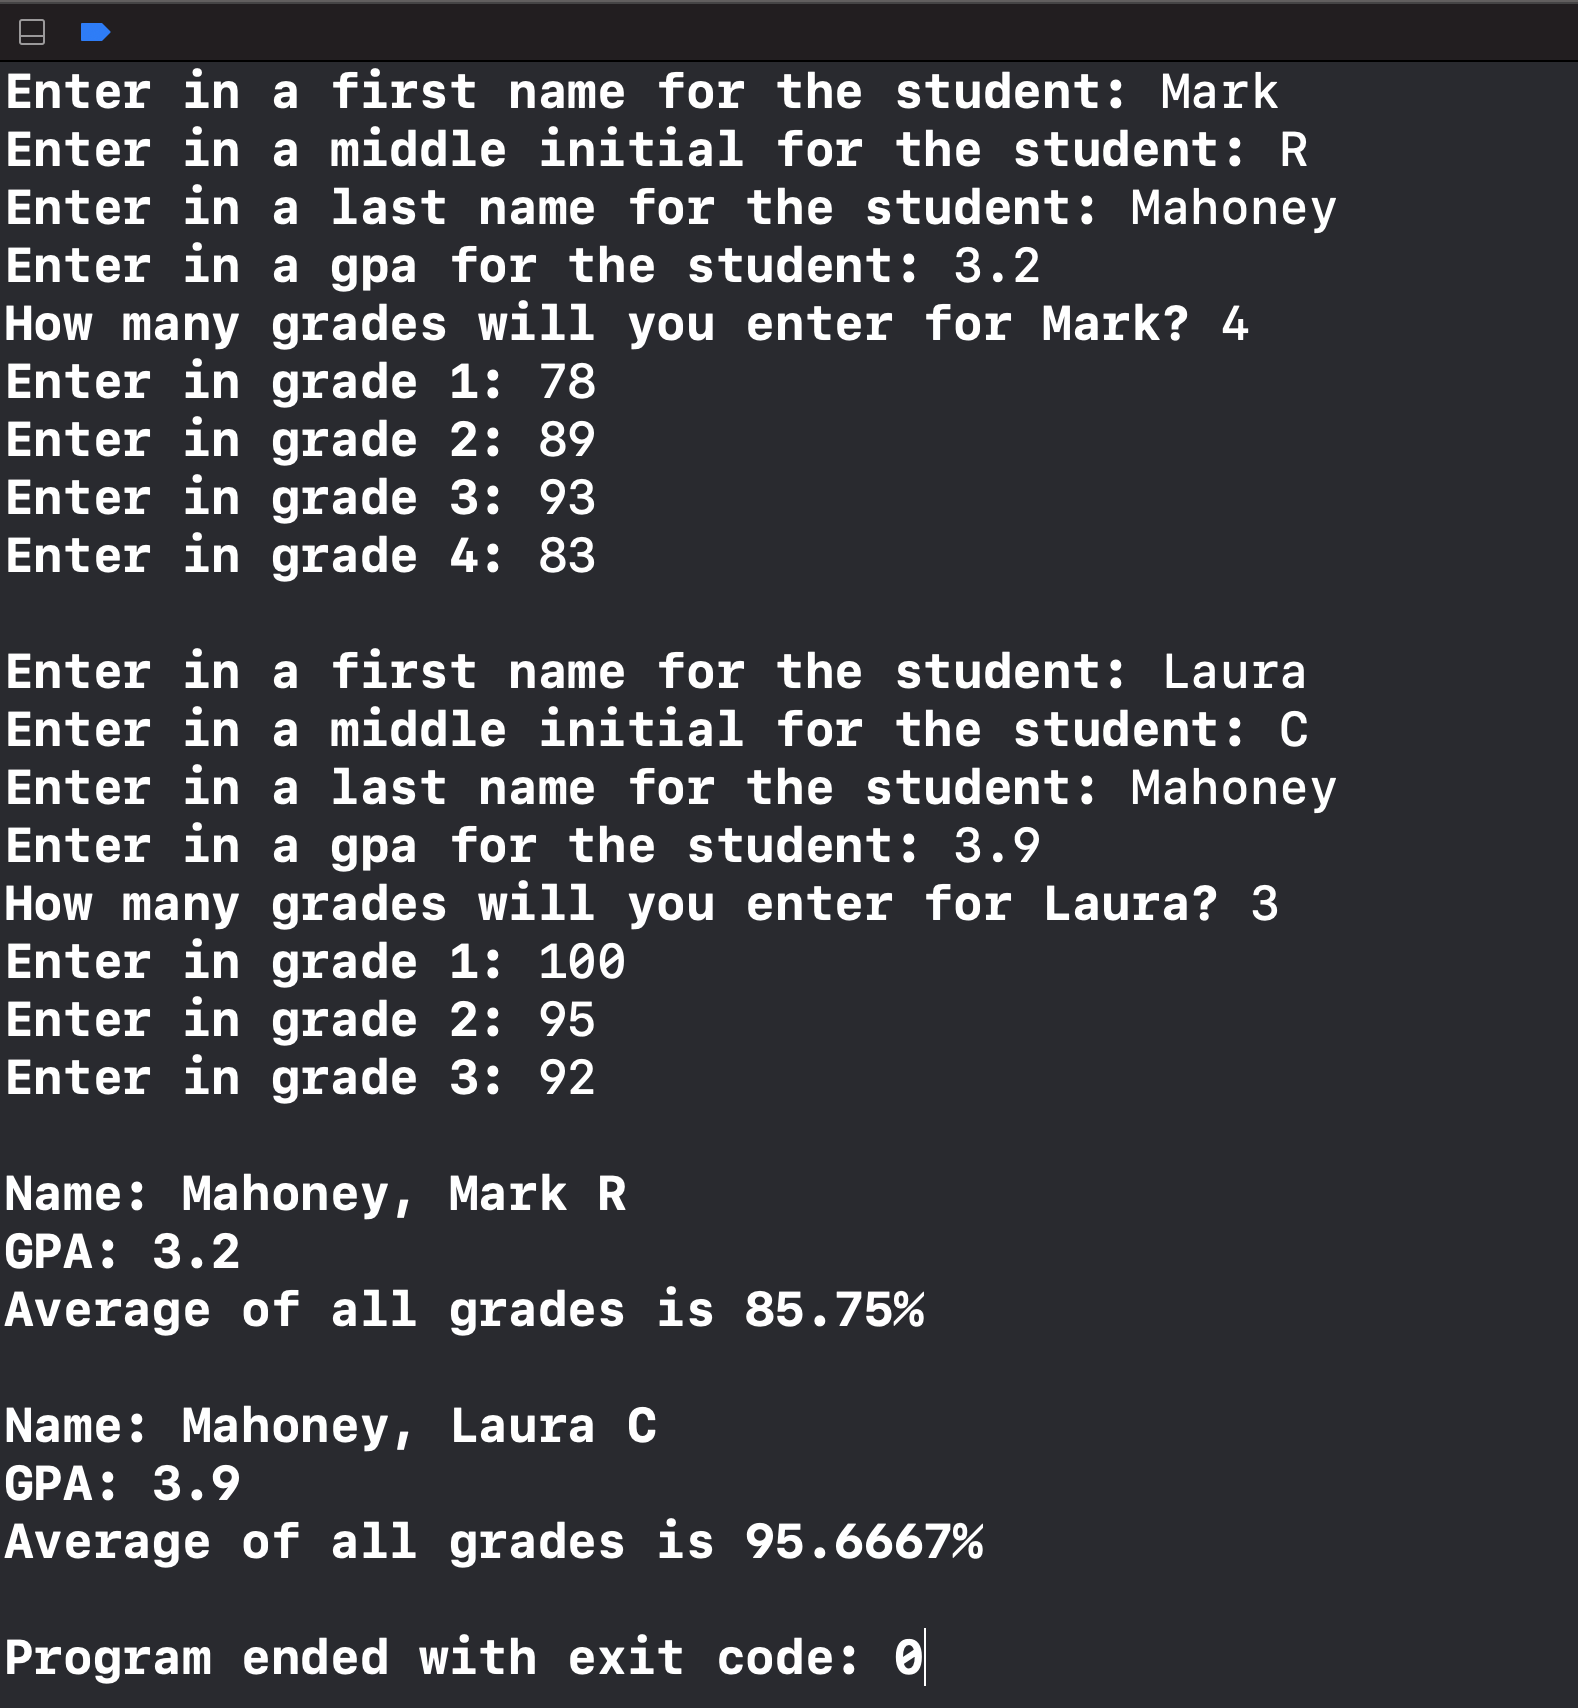 Enter in a first name for the student: Mark
Enter in a middle initial for the student: R
Enter in a last name for the student: Mahoney
Enter in a gpa for the student: 3.2
How many grades will you enter for Mark? 4
Enter in grade 1: 78
Enter in grade 2: 89
Enter in grade 3: 93
Enter in grade 4: 83
Enter in a first name for the student: Laura
Enter in a middle initial for the student: C
Enter in a last name for the student: Mahoney
Enter in a gpa for the student: 3.9
How many grades will you enter for Laura? 3
Enter in grade 1: 100
Enter in grade 2: 95
Enter in grade 3: 92
Name: Mahoney, Mark R
GPA: 3.2
Average of all grades is 85.75%
Name: Mahoney, Laura C
GPA: 3.9
Average of all grades is 95.6667%
Program ended with exit code: 0